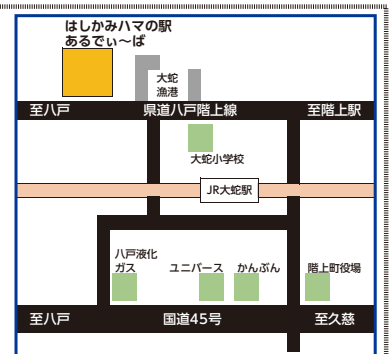 はしかみハマの駅
あるでぃ～ば
大蛇
漁港
至八戸
県道八戸階上線
至階上駅
大蛇小学校
JR大蛇駅
八戸液化
ガス
ユニバース
かんぶん
階上町役場
至八戸
国道45号
至久慈